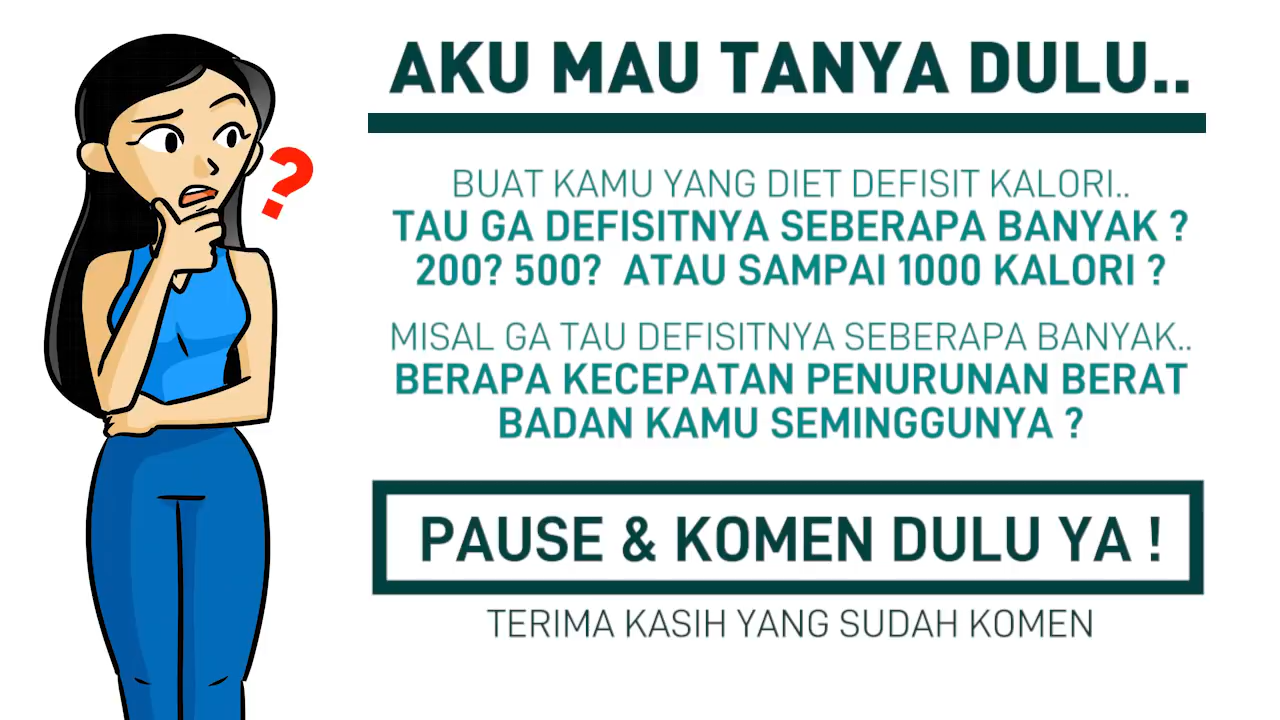 AKU MAU TANYA DULU..
?
BUAT KAMU YANG DIET DEFISIT KALORI..
TAU GA DEFISITNYA SEBERAPA BANYAK ?
200? 500? ATAU SAMPAI 1000 KALORI ?
MISAL GA TAU DEFISITNYA SEBERAPA BANYAK..
BERAPA KECEPATAN PENURUNAN BERAT
BADAN KAMU SEMINGGUNYA ?
PAUSE & KOMEN DULU YA !
TERIMA KASIH YANG SUDAH KOMEN